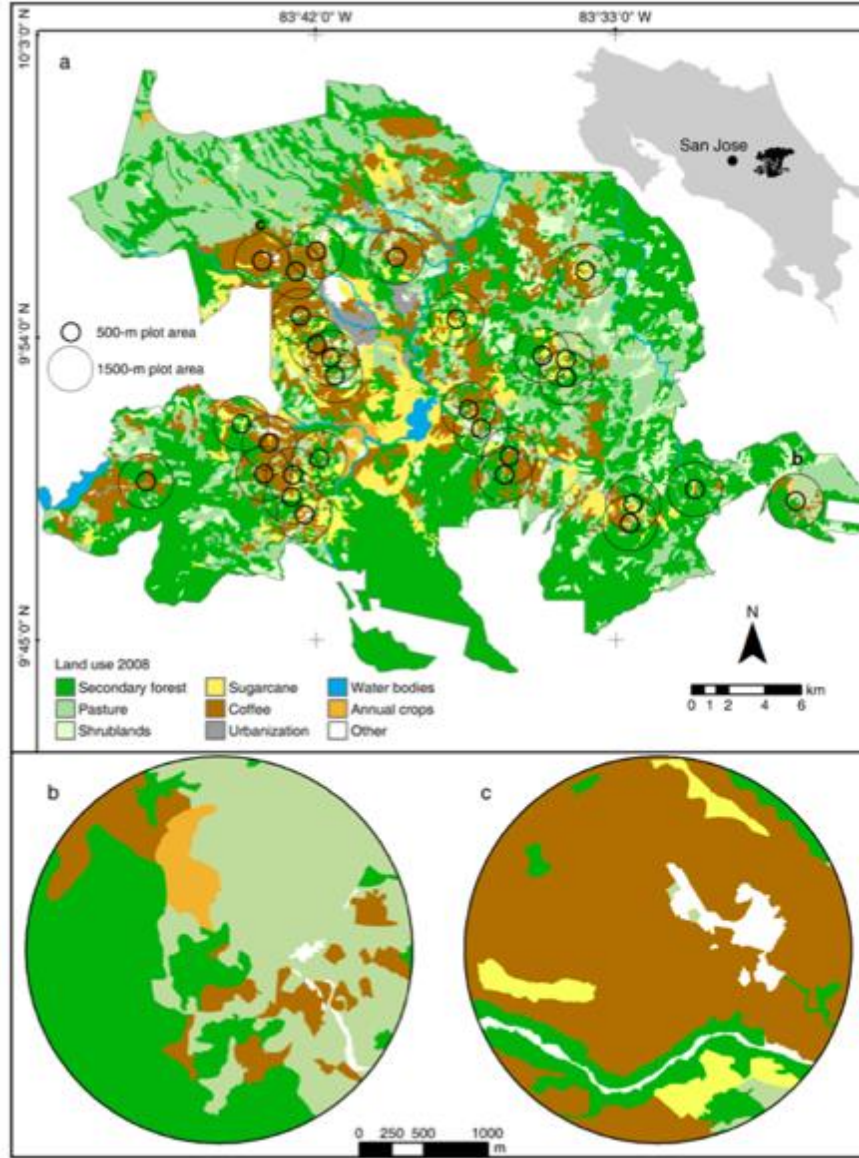 83°42'0" W
83°33'0" W
10°3'0" N
a
San Jose
c
500-m plot area
1500-m plot area
9°54'0" N
b
9°45'0" N
N
Land use 2008
Secondary forest
Sugarcane
Water bodies
Pasture
Coffee
Annual crops
Shrublands
Urbanization
Other
0 1 2 4 6 km
b
c
0 250 500 1000 m